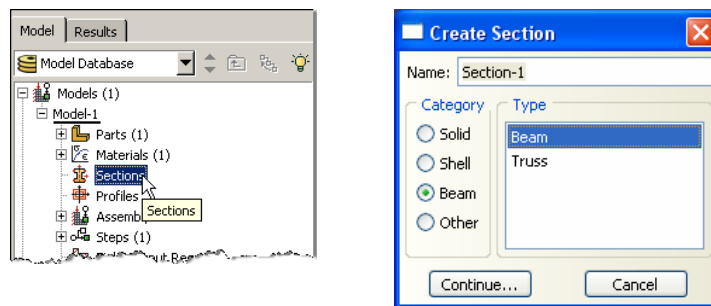 Model Results
Model Database
Models (1)
Model-1
Parts (1)
Materials (1)
Sections
Profiles
Sections
Assemb
Steps (1)
Create Section
Name: Section-1
Category Type
Solid Beam
Shell Truss
Beam
Other
Continue... Cancel